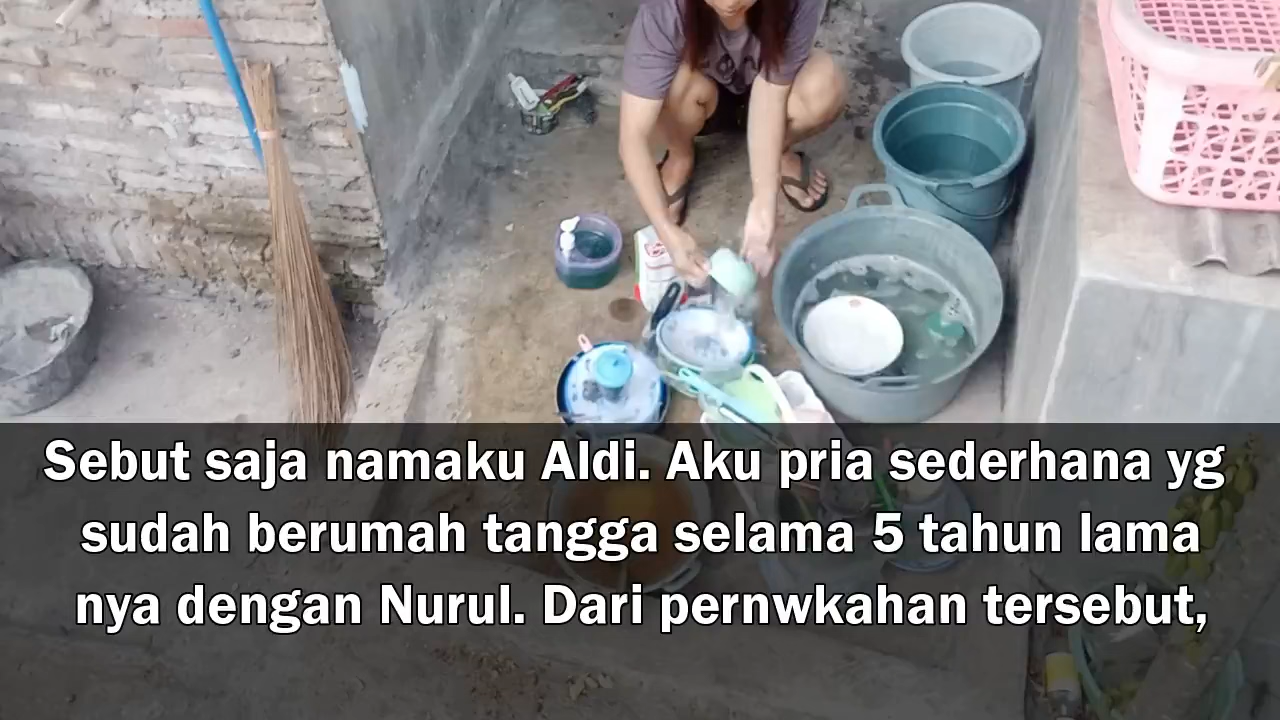 Sebut saja namaku Aldi. Aku pria sederhana yg
sudah berumah tangga selama 5 tahun lama
nya dengan Nurul. Dari pernwkahan tersebut,